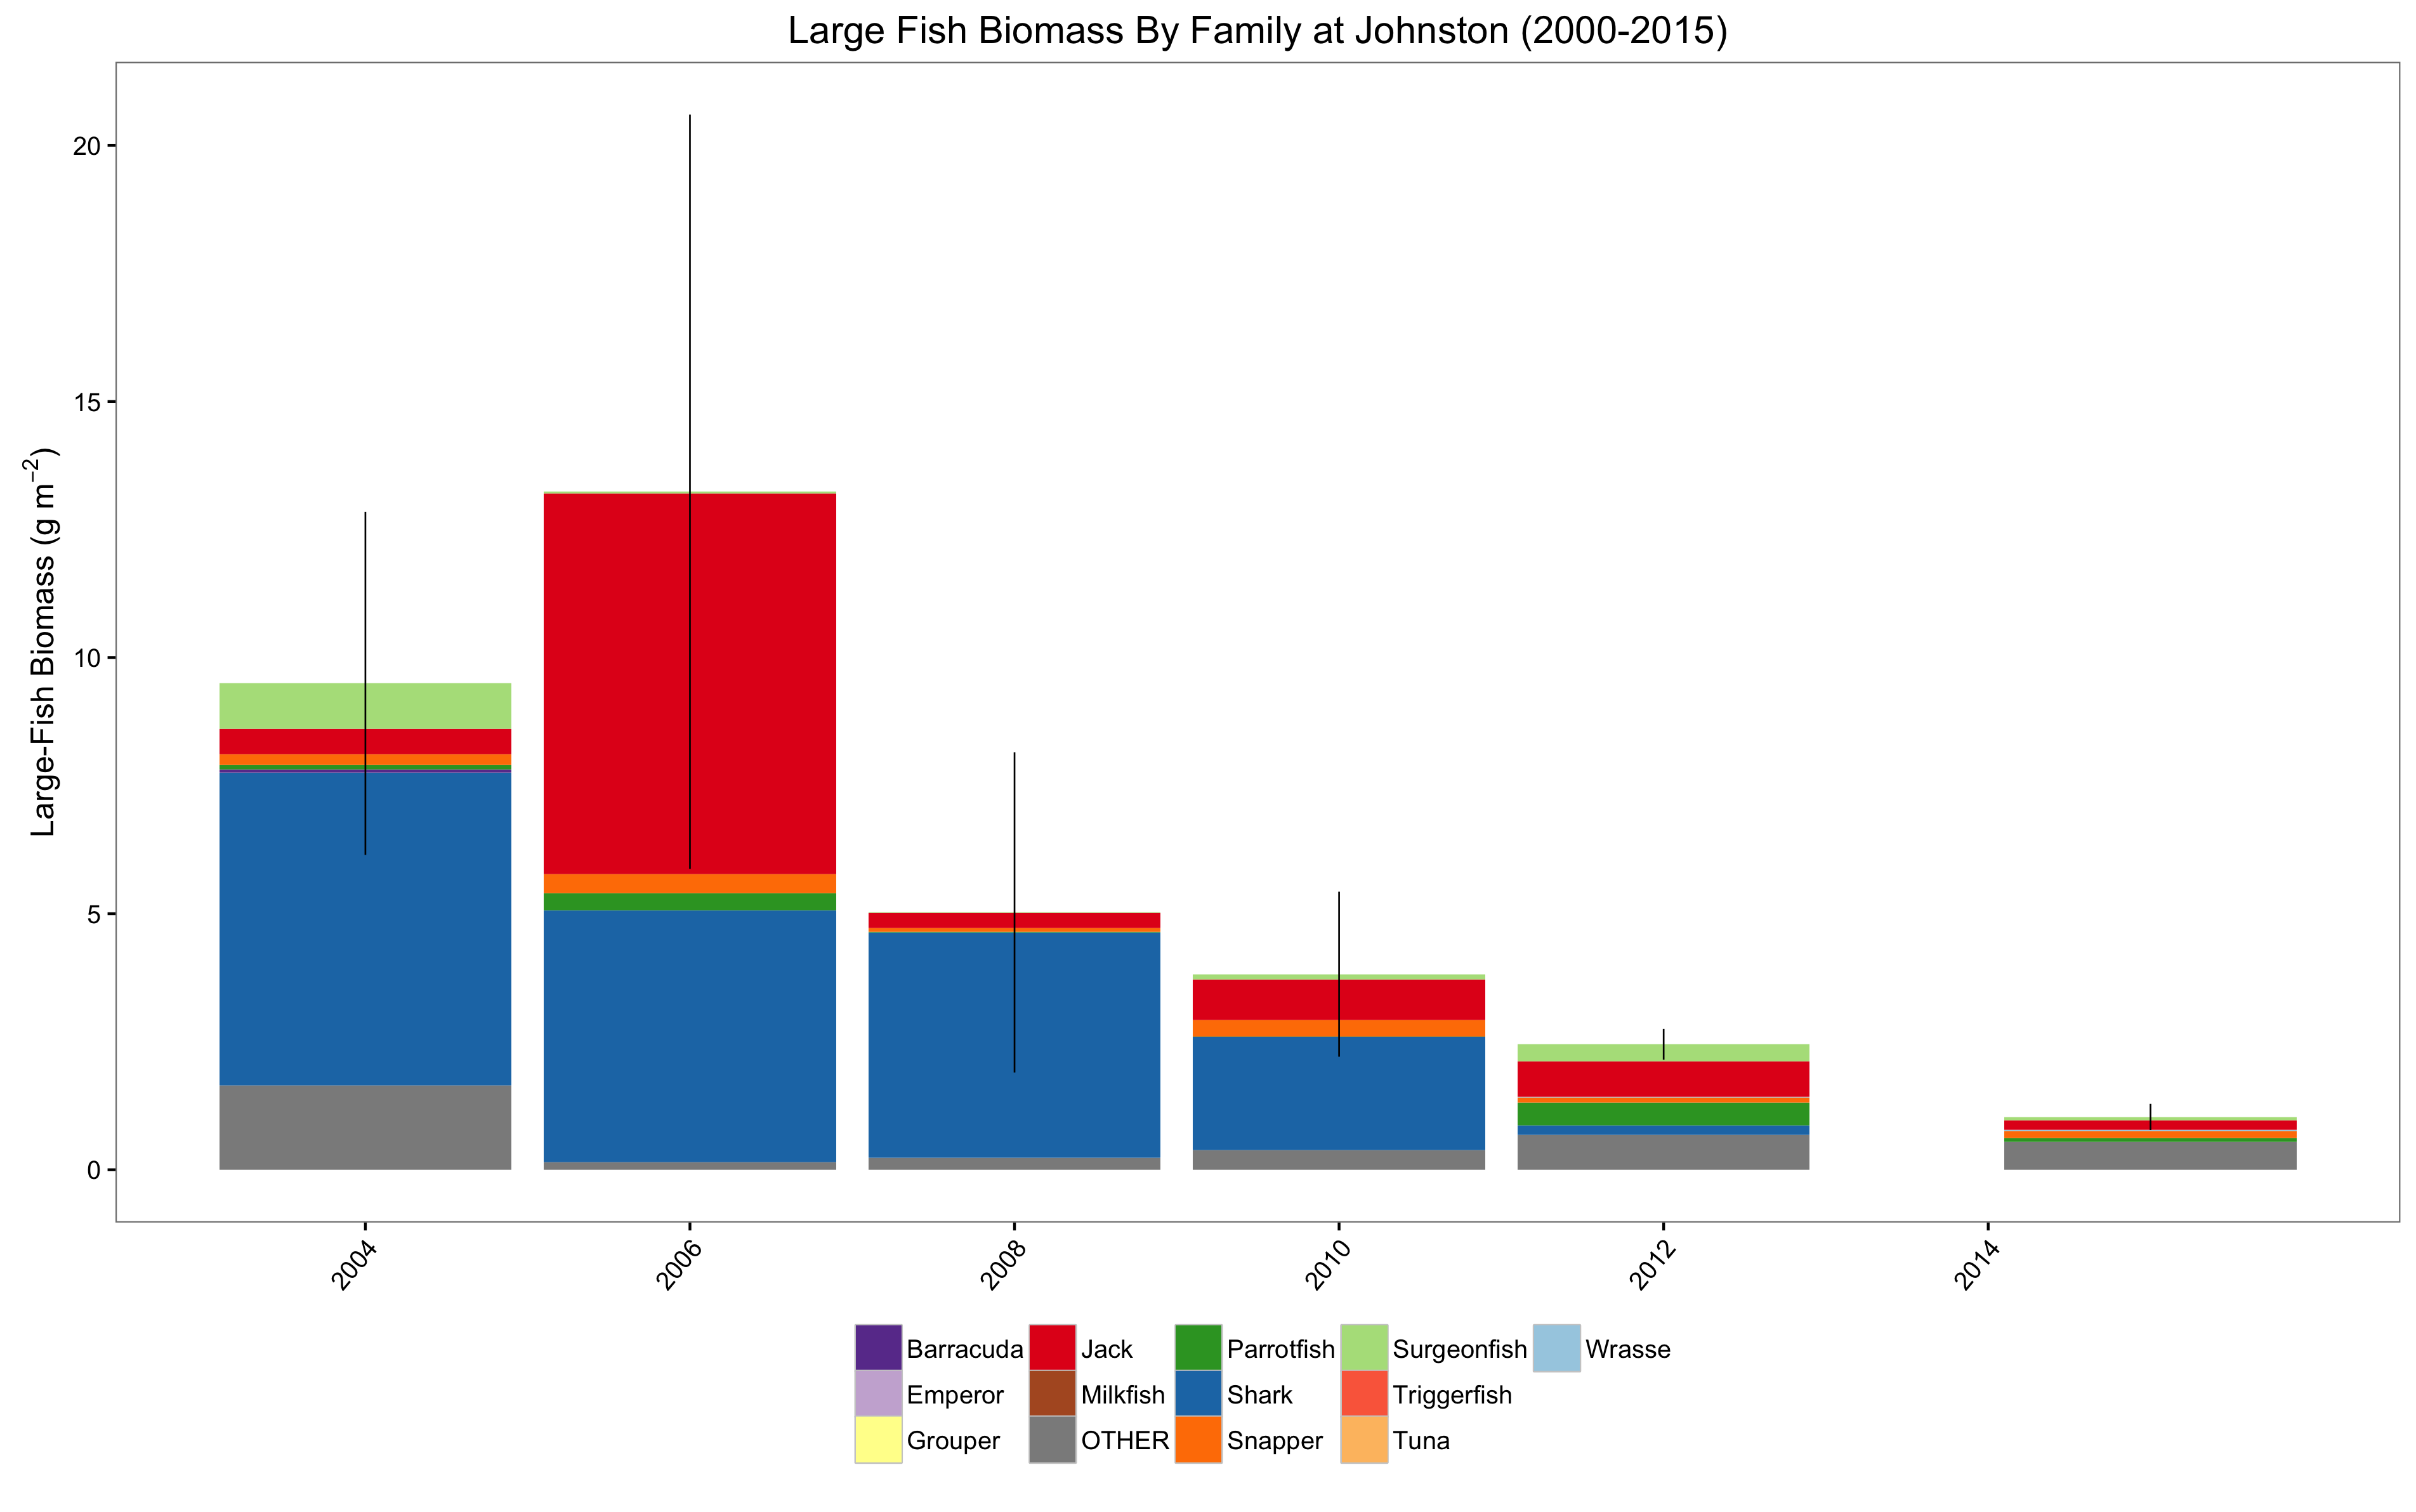 Large Fish Biomass By Family at Johnston (2000-2015)
Large-Fish Biomass (g m⁻²)
20
15
10
5
0
2004 2006 2008 2010 2012 2014
Barracuda Jack Parrotfish Surgeonfish Wrasse
Emperor Milkfish Shark Triggerfish
Grouper OTHER Snapper Tuna